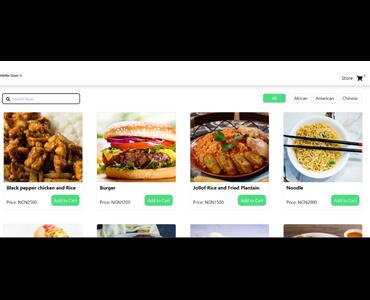 Hello User
Store
Search food...
All
African
American
Chinese
Black pepper chicken and Rice
Burger
Jollof Rice and Fried Plantain
Noodle
Price: NGN2500
Add to Cart
Price: NGN1200
Add to Cart
Price: NGN1500
Add to Cart
Price: NGN2000
Add to Cart